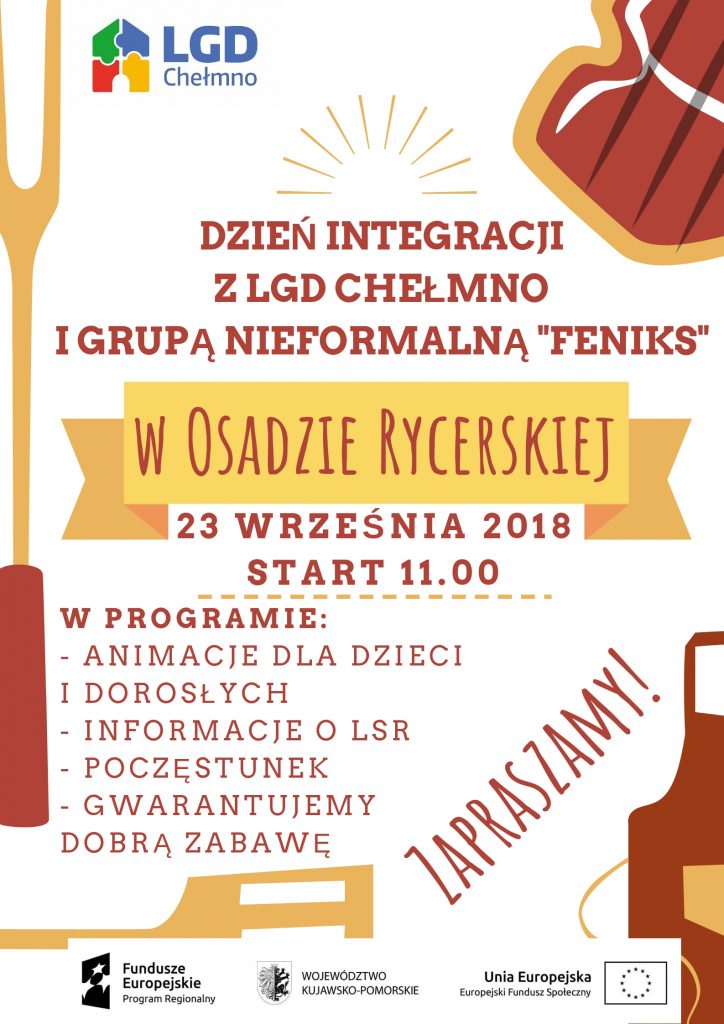 LGD
Chełmno
DZIEŃ INTEGRACJI
Z LGD CHEŁMNO
I GRUPĄ NIEFORMALNĄ "FENIKS"
w Osadzie Rycerskiej
23 WRZEŚNIA 2018
START 11.00
W PROGRAMIE:
- ANIMACJE DLA DZIECI
I DOROSŁYCH
- INFORMACJE O LSR
- POCZĘSTUNEK
- GWARANTUJEMY
DOBRĄ ZABAWĘ
Zapraszamy!
Fundusze
Europejskie
Program Regionalny
WOJEWÓDZTWO
KUJAWSKO-POMORSKIE
Unia Europejska
Europejski Fundusz Społeczny